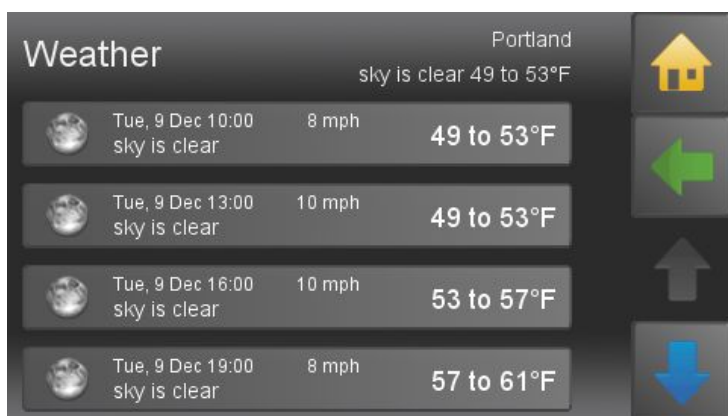 Weather
Portland
sky is clear 49 to 53°F
Tue, 9 Dec 10:00 8 mph 49 to 53°F
sky is clear
Tue, 9 Dec 13:00 10 mph 49 to 53°F
sky is clear
Tue, 9 Dec 16:00 10 mph 53 to 57°F
sky is clear
Tue, 9 Dec 19:00 8 mph 57 to 61°F
sky is clear